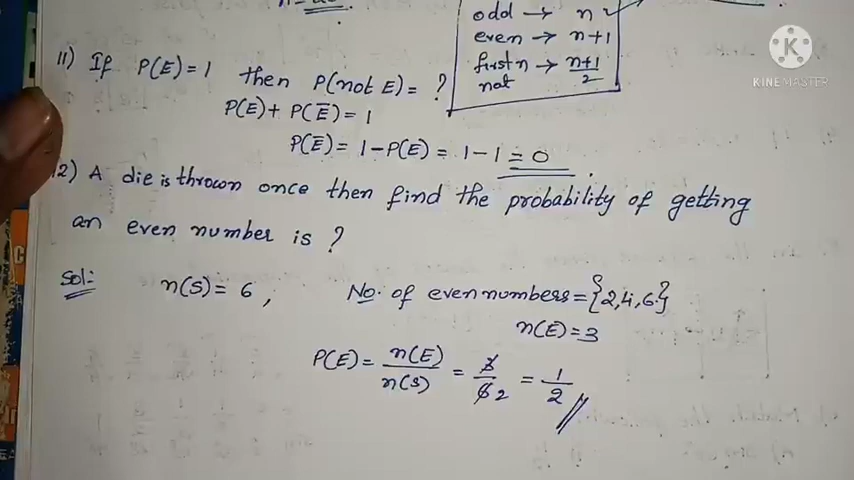 odd → n
even → n+1
first n → n+1/2
nat
K
KINEMASTER
11) If P(E)=1 then P(not E)= ?
P(E)+ P(E̅)=1
P(E̅)= 1-P(E)= 1-1=0
12) A die is thrown once then find the probability of getting
an even number is ?
Sol:- n(S)= 6, No. of even numbers={2,4,6}
n(E)=3
P(E)= n(E)/n(S) = 3/6 2 = 1/2 //